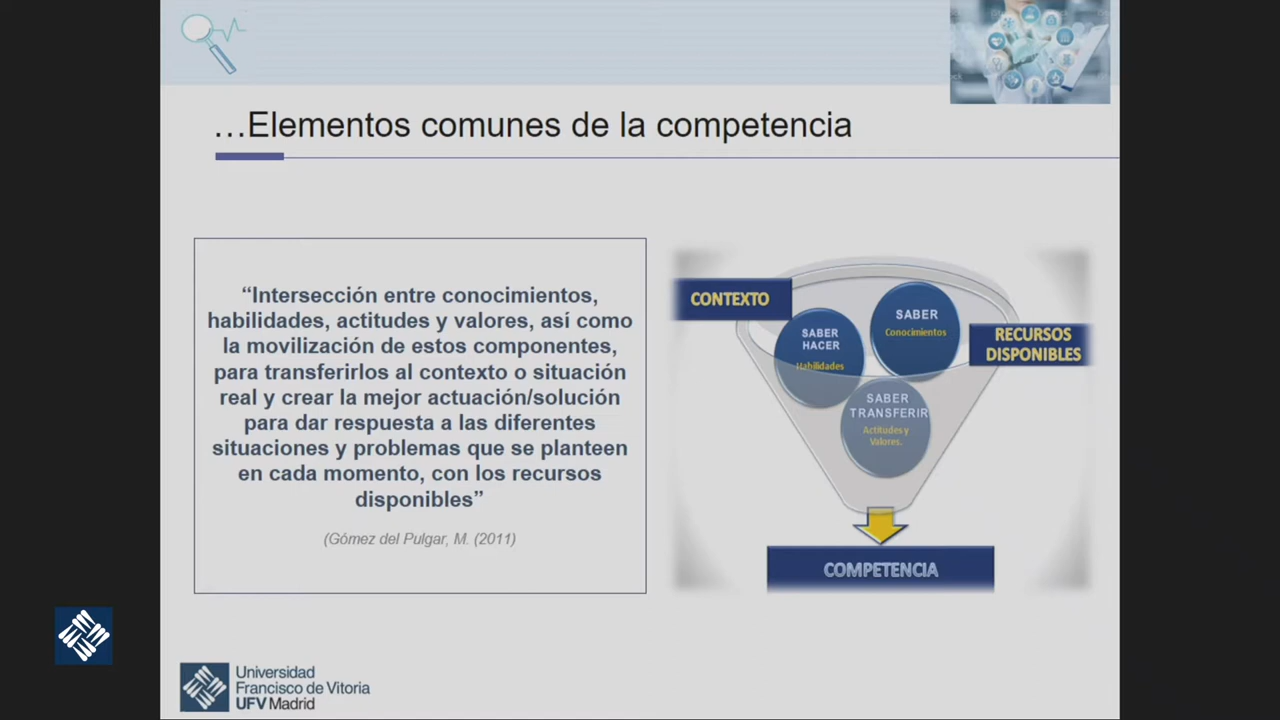 …Elementos comunes de la competencia
“Intersección entre conocimientos,
habilidades, actitudes y valores, así como
la movilización de estos componentes,
para transferirlos al contexto o situación
real y crear la mejor actuación/solución
para dar respuesta a las diferentes
situaciones y problemas que se planteen
en cada momento, con los recursos
disponibles”
(Gómez del Pulgar, M. (2011)
CONTEXTO
SABER
Conocimientos
SABER
HACER
Habilidades
RECURSOS
DISPONIBLES
SABER
TRANSFERIR
Actitudes y
Valores.
COMPETENCIA
Universidad
Francisco de Vitoria
UFV Madrid